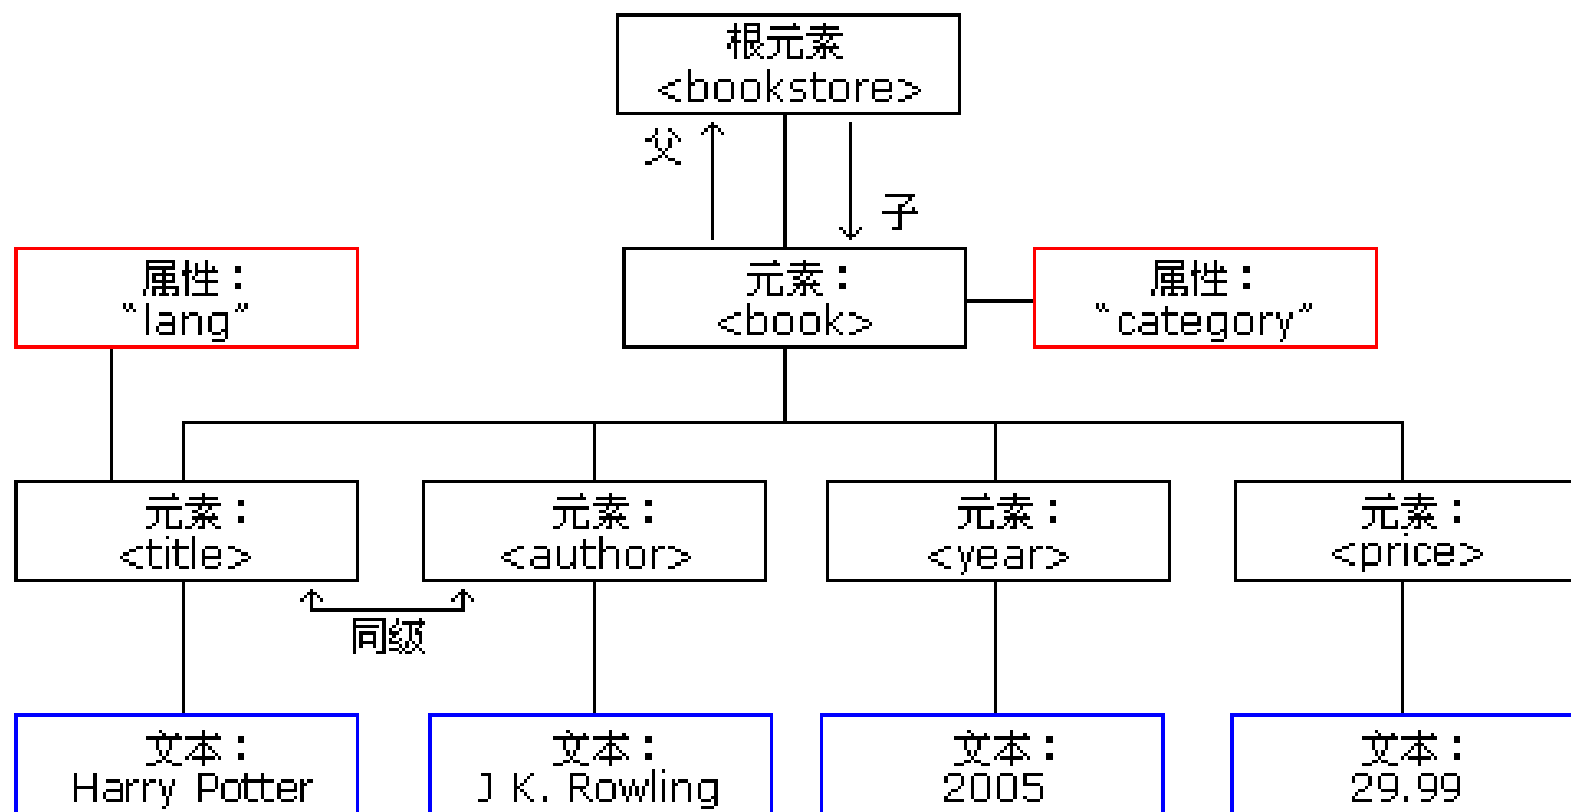 根元素
<bookstore>
父
子
属性：
“lang”
元素：
<book>
属性：
“category”
元素：
<title>
元素：
<author>
元素：
<year>
元素：
<price>
同级
文本：
Harry Potter
文本：
J K. Rowling
文本：
2005
文本：
29.99